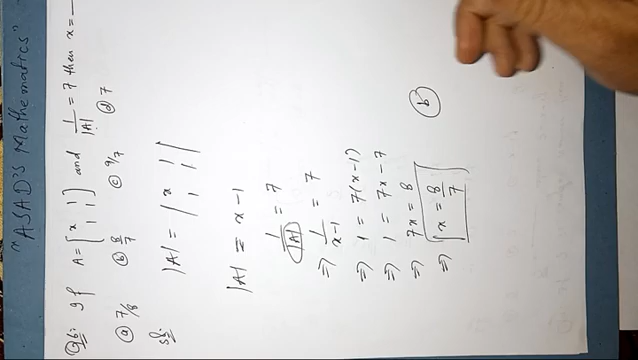 "ASAD'S Mathematics"
Q6: If A = [x 1 1 1] and 1/|A| = 7 then x = __
(a) 7/8 (b) 8/7 (c) 9/7 (d) 7
Sol:
|A| = |x 1 1 1|
|A| = x - 1
1/|A| = 7
⇒ 1/x-1 = 7
⇒ 1 = 7(x-1)
⇒ 1 = 7x - 7
⇒ 7x = 8
⇒ x = 8/7
(b)